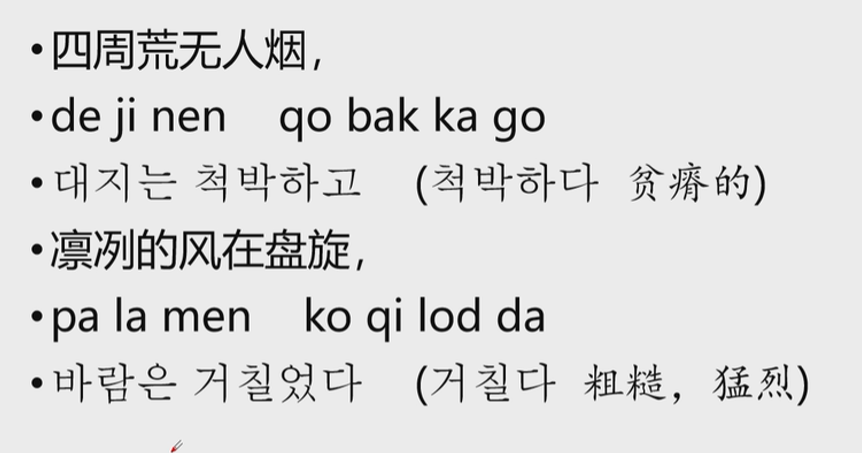 •四周荒无人烟，
•de ji nen qo bak ka go
•대지는 척박하고 (척박하다 贫瘠的)
•凛冽的风在盘旋，
•pa la men ko qi lod da
•바람은 거칠었다 (거칠다 粗糙，猛烈)